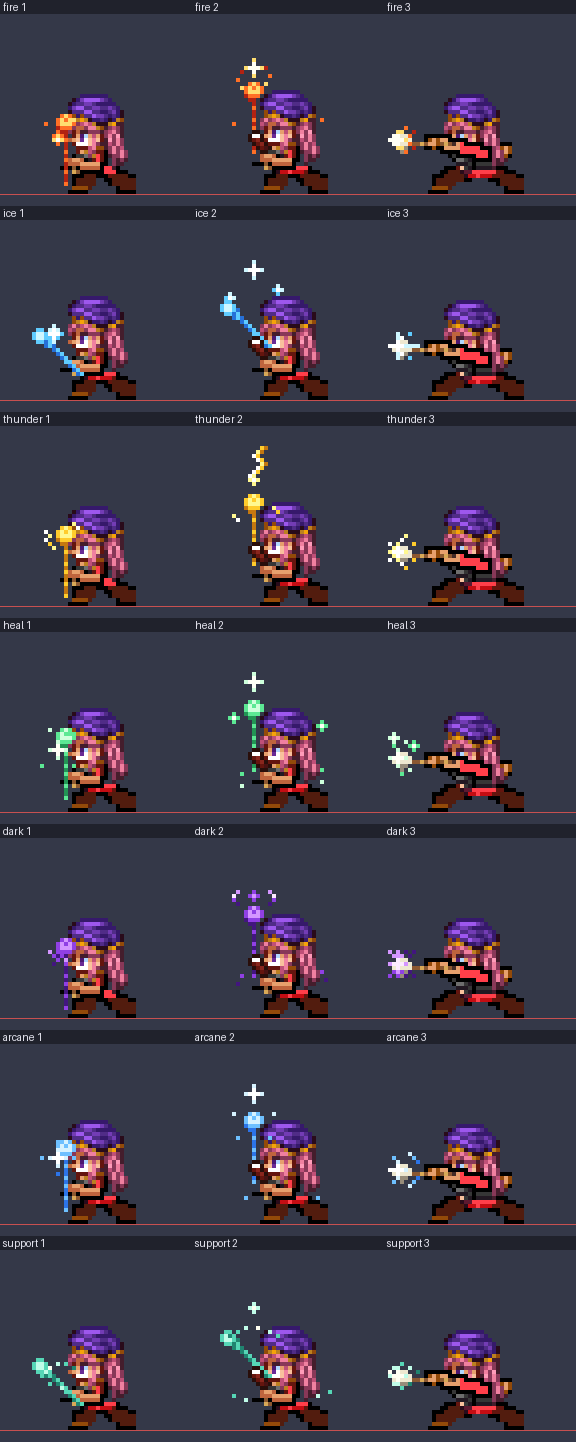 fire 1
fire 2
fire 3
ice 1
ice 2
ice 3
thunder 1
thunder 2
thunder 3
heal 1
heal 2
heal 3
dark 1
dark 2
dark 3
arcane 1
arcane 2
arcane 3
support 1
support 2
support 3